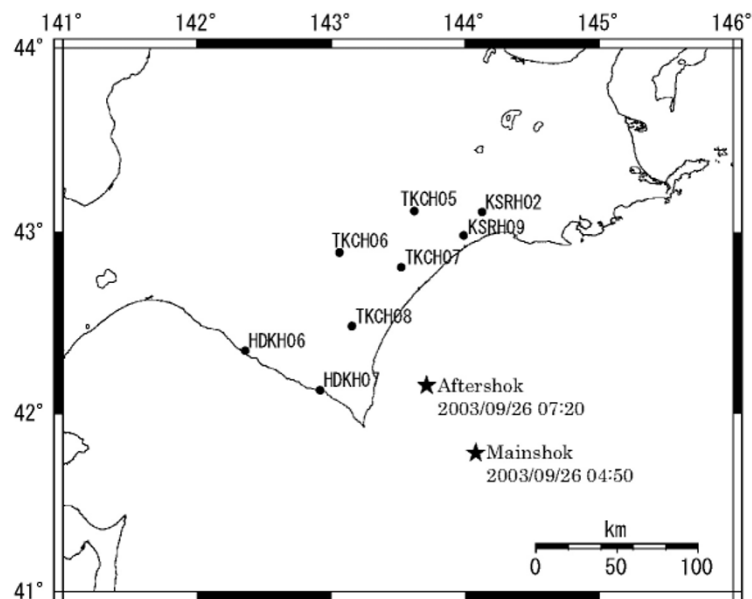 141° 142° 143° 144° 145° 146°
44°
TKCH05 KSRH02
43°
KSRH09
TKCH06
TKCH07
TKCH08
HDKH06
HDKH07
Aftershok
42°
2003/09/26 07:20
Mainshok
2003/09/26 04:50
km
0 50 100
41°